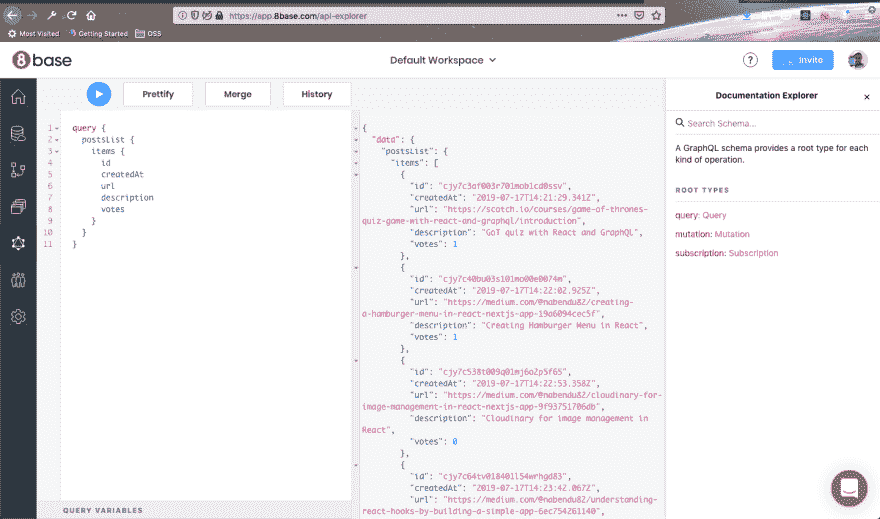 https://app.8base.com/api-explorer
Most Visited
Getting Started
OSS
8base
Default Workspace
?
Invite
Prettify
Merge
History
1 query {
2 postsList {
3 items {
4 id
5 createdAt
6 url
7 description
8 votes
9 }
10 }
11 }
QUERY VARIABLES
{
"data": {
"postsList": {
"items": [
{
"id": "cjy7c3af003r701mob1cd0ssv",
"createdAt": "2019-07-17T14:21:29.341Z",
"url": "https://scotch.io/courses/game-of-thrones-
quiz-game-with-react-and-graphql/introduction",
"description": "GoT quiz with React and GraphQL",
"votes": 1
},
{
"id": "cjy7c40bu03s101mo00e0074m",
"createdAt": "2019-07-17T14:22:02.925Z",
"url": "https://medium.com/@nabendu82/creating-
a-hamburger-menu-in-react-nextjs-app-19a6094cec5f",
"description": "Creating Hamburger Menu in React",
"votes": 1
},
{
"id": "cjy7c538t009q01mj6o2p5f65",
"createdAt": "2019-07-17T14:22:53.358Z",
"url": "https://medium.com/@nabendu82/cloudinary-for-
image-management-in-react-nextjs-app-9f93751706db",
"description": "Cloudinary for image management in
React",
"votes": 0
},
{
"id": "cjy7c64tv018401l54wrhgd83",
"createdAt": "2019-07-17T14:23:42.067Z",
"url": "https://medium.com/@nabendu82/understanding-
react-hooks-by-building-a-simple-app-6ec754261140",
Documentation Explorer
Search Schema...
A GraphQL schema provides a root type for each
kind of operation.
ROOT TYPES
query: Query
mutation: Mutation
subscription: Subscription